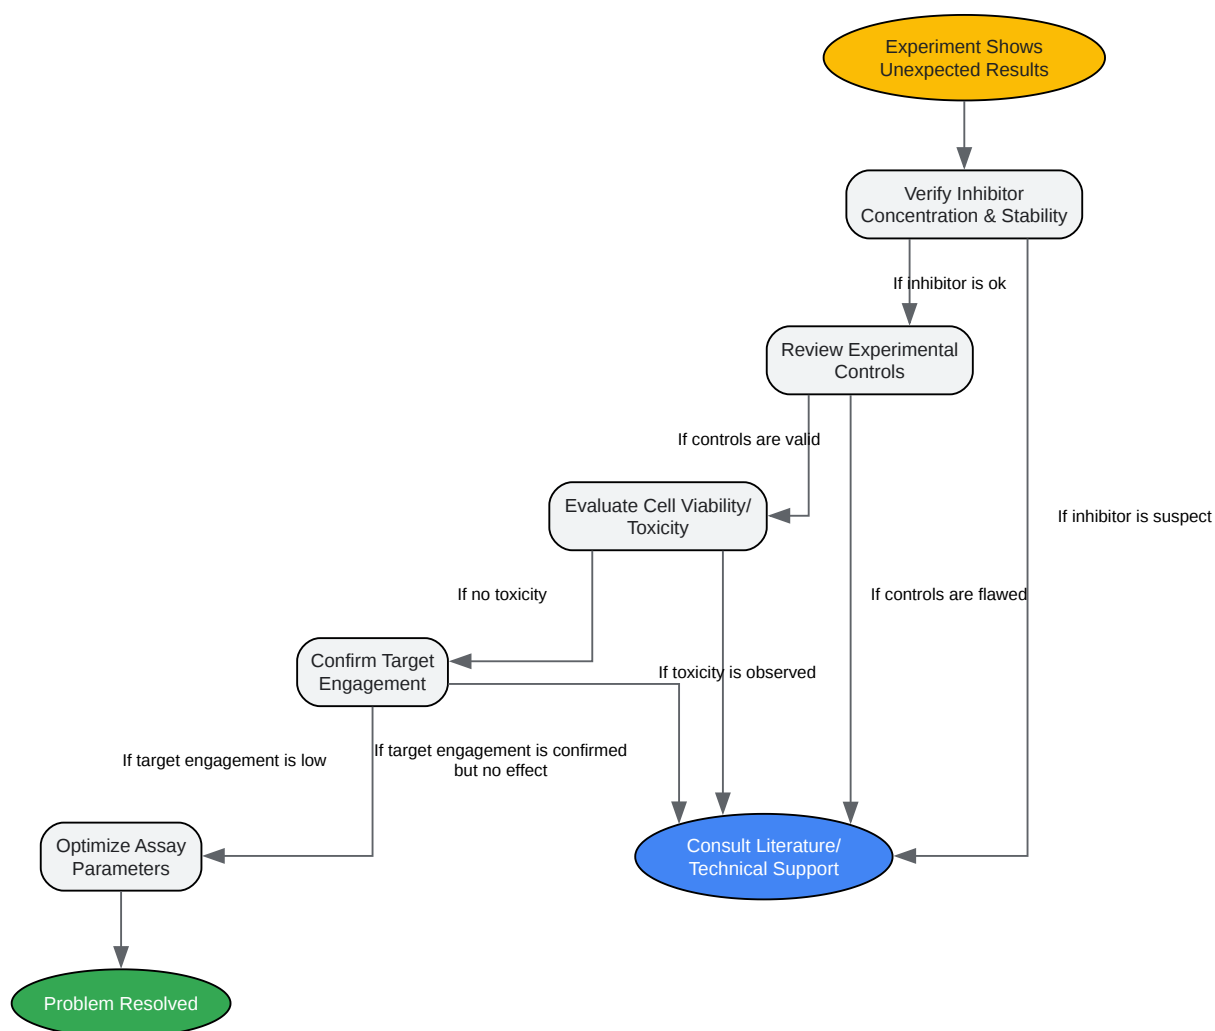 Experiment Shows
Unexpected Results
Verify Inhibitor
Concentration & Stability
If inhibitor is ok
Review Experimental
Controls
If controls are valid
Evaluate Cell Viability/
Toxicity
If inhibitor is suspect
If no toxicity
If controls are flawed
Confirm Target
Engagement
If toxicity is observed
If target engagement is low
If target engagement is confirmed
but no effect
Optimize Assay
Parameters
Consult Literature/
Technical Support
Problem Resolved